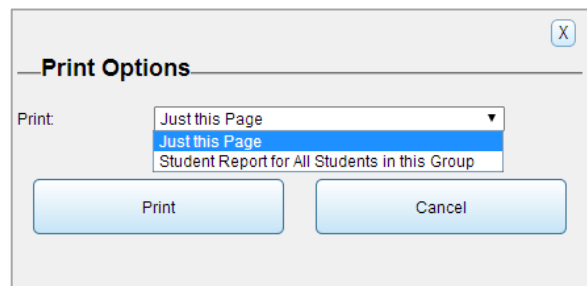 X
Print Options
Print: Just this Page ▼
Just this Page
Student Report for All Students in this Group
Print Cancel